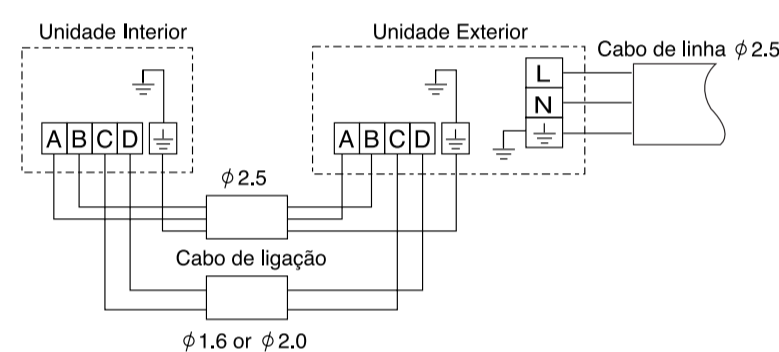 Unidade Interior
Unidade Exterior
Cabo de linha ϕ2.5
L
N
A B C D
A B C D
ϕ2.5
Cabo de ligação
ϕ1.6 or ϕ2.0